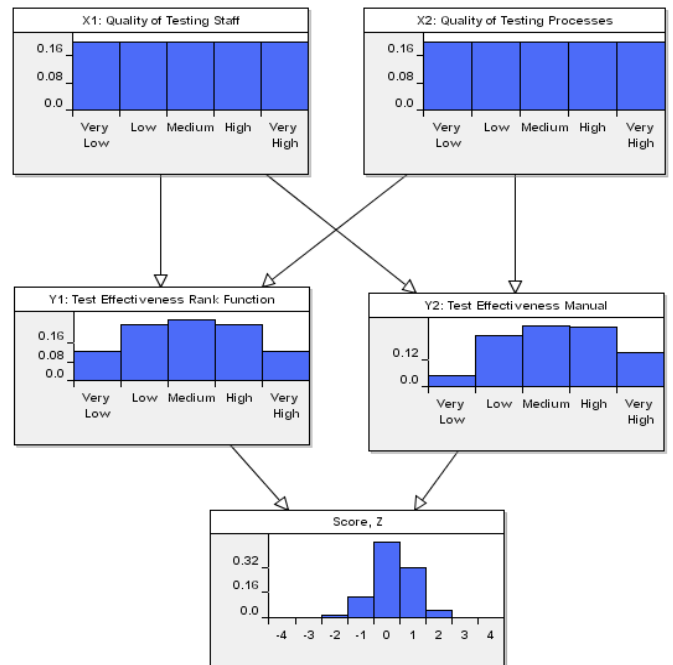 X1: Quality of Testing Staff
0.16
0.08
0.0
Very Low Low Medium High Very High
X2: Quality of Testing Processes
0.16
0.08
0.0
Very Low Low Medium High Very High
Y1: Test Effectiveness Rank Function
0.16
0.08
0.0
Very Low Low Medium High Very High
Y2: Test Effectiveness Manual
0.12
0.0
Very Low Low Medium High Very High
Score, Z
0.32
0.16
0.0
-4 -3 -2 -1 0 1 2 3 4